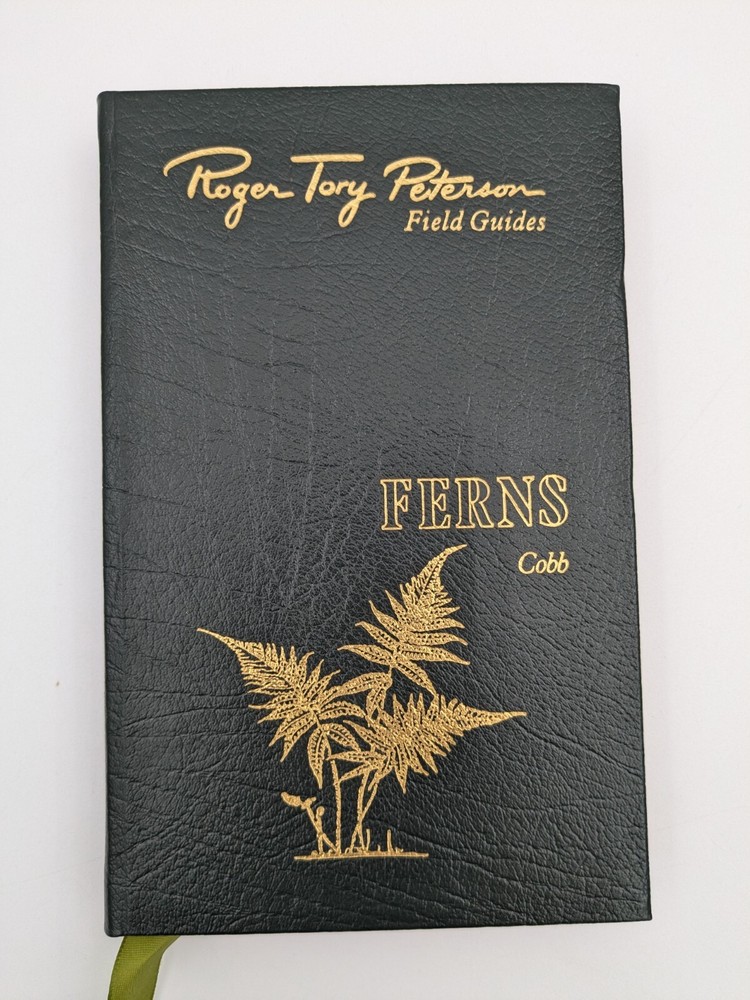 Roger Tory Peterson
Field Guides
FERNS
Cobb